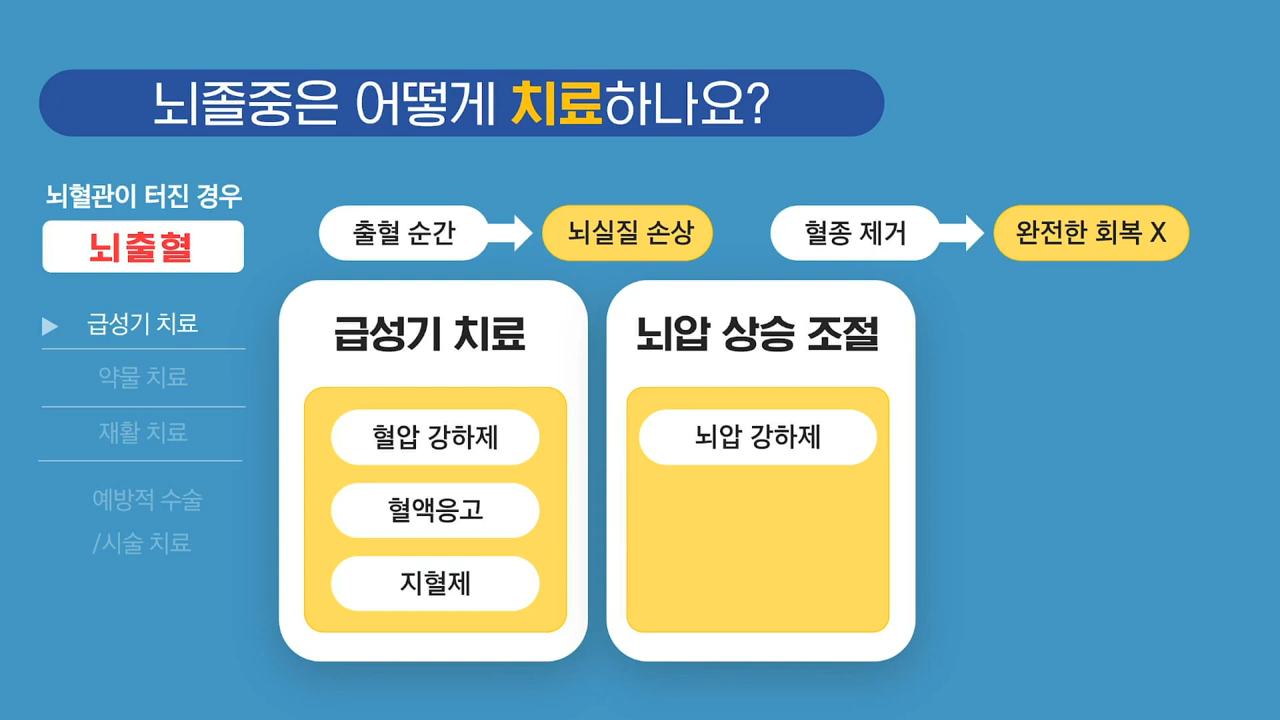 뇌졸중은 어떻게 치료하나요?
뇌혈관이 터진 경우
뇌출혈
급성기 치료
약물 치료
재활 치료
예방적 수술
/시술 치료
출혈 순간
뇌실질 손상
혈종 제거
완전한 회복 X
급성기 치료
혈압 강하제
혈액응고
지혈제
뇌압 상승 조절
뇌압 강하제